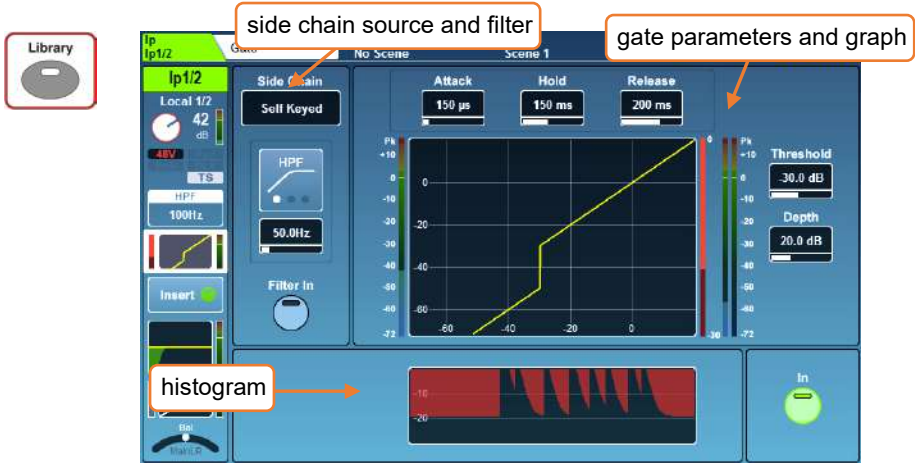 side chain source and filter
gate parameters and graph
Library
Ip
Ip1/2
No Scene
Scene 1
Ip1/2
Local 1/2
42
dB
48V
TS
HPF
100Hz
Insert
Bal
MainLR
Side Chain
Self Keyed
HPF
50.0Hz
Filter In
Attack
Hold
Release
150 µs
150 ms
200 ms
Pk
+10
0
-10
-20
-30
-40
-50
-60
-72
0
-20
-40
-60
-60
-40
-20
0
0
-30
Pk
+10
0
-10
-20
-30
-40
-50
-60
-72
Threshold
-30.0 dB
Depth
20.0 dB
histogram
-10
-20
In